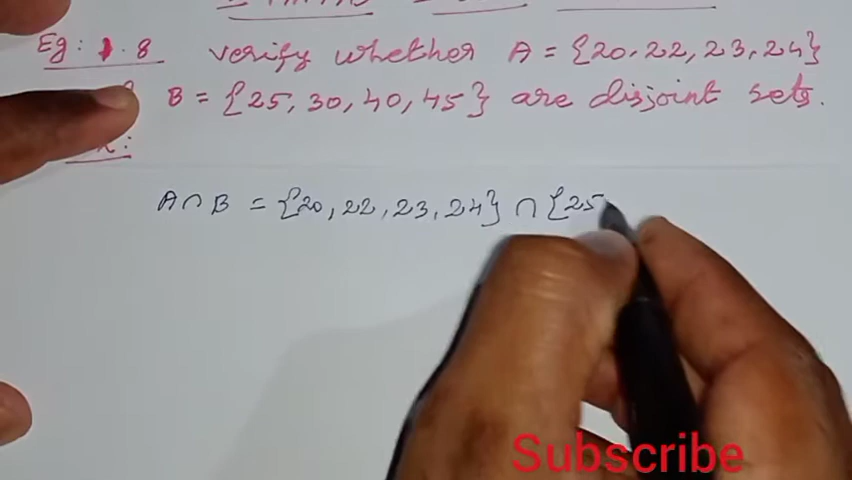 Eg: 1.8 verify whether A = {20, 22, 23, 24}
B = {25, 30, 40, 45} are disjoint sets.
A ∩ B = {20, 22, 23, 24} ∩ {25
Subscribe